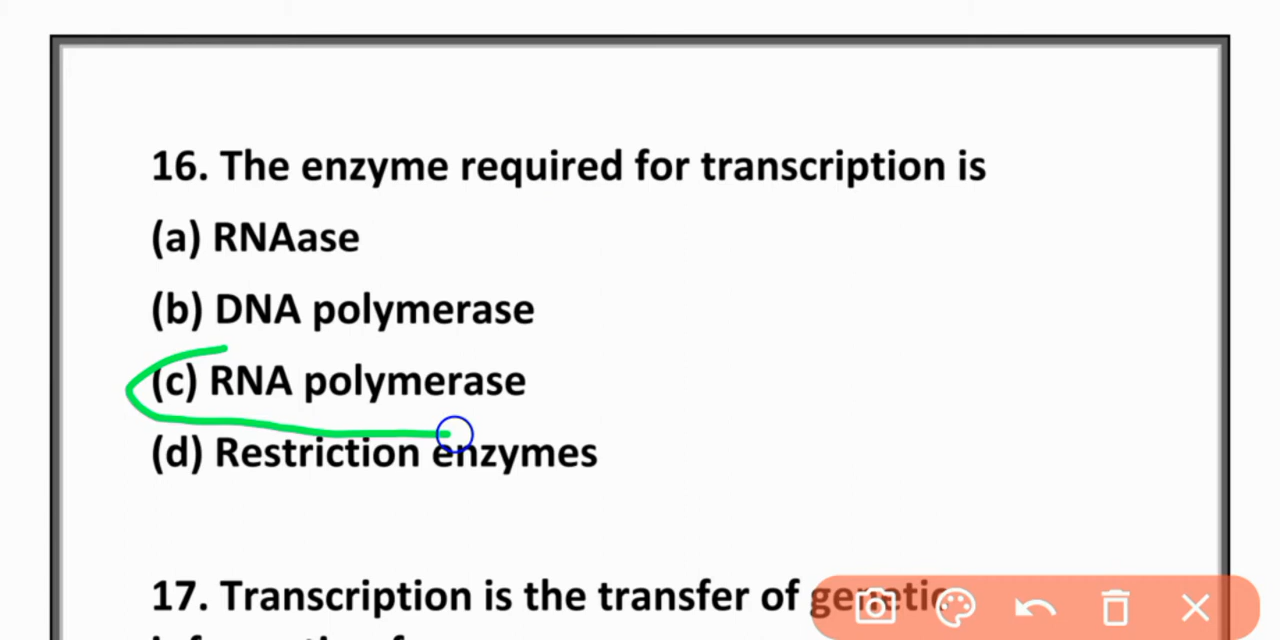 16. The enzyme required for transcription is
(a) RNAase
(b) DNA polymerase
(c) RNA polymerase
(d) Restriction enzymes
17. Transcription is the transfer of genetic